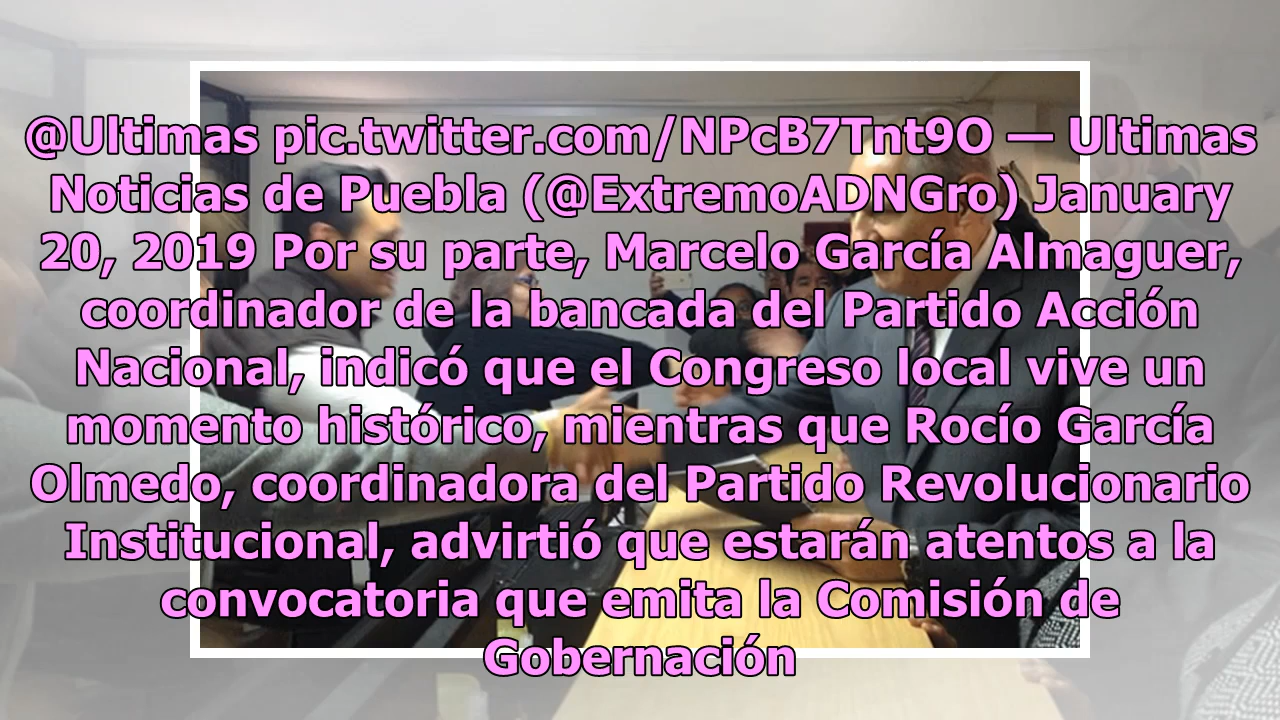 @Ultimas pic.twitter.com/NPcB7Tnt9O — Ultimas
Noticias de Puebla (@ExtremoADNGro) January
20, 2019 Por su parte, Marcelo García Almaguer,
coordinador de la bancada del Partido Acción
Nacional, indicó que el Congreso local vive un
momento histórico, mientras que Rocío García
Olmedo, coordinadora del Partido Revolucionario
Institucional, advirtió que estarán atentos a la
convocatoria que emita la Comisión de
Gobernación